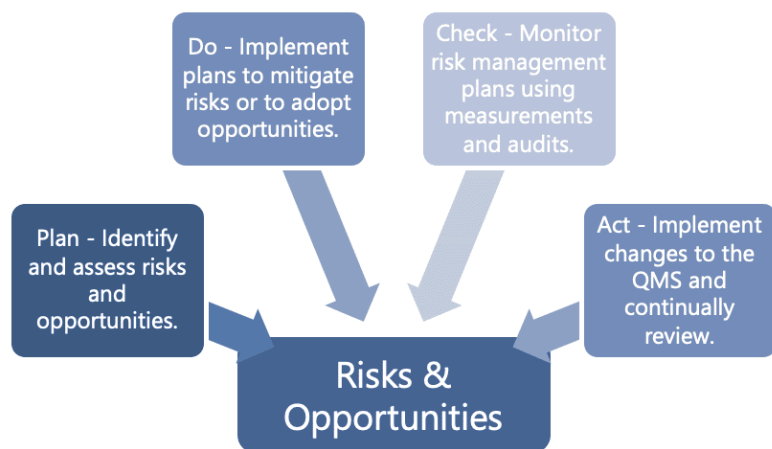 Plan - Identify
and assess risks
and
opportunities.
Do - Implement
plans to mitigate
risks or to adopt
opportunities.
Check - Monitor
risk management
plans using
measurements
and audits.
Act - Implement
changes to the
QMS and
continually
review.
Risks &
Opportunities